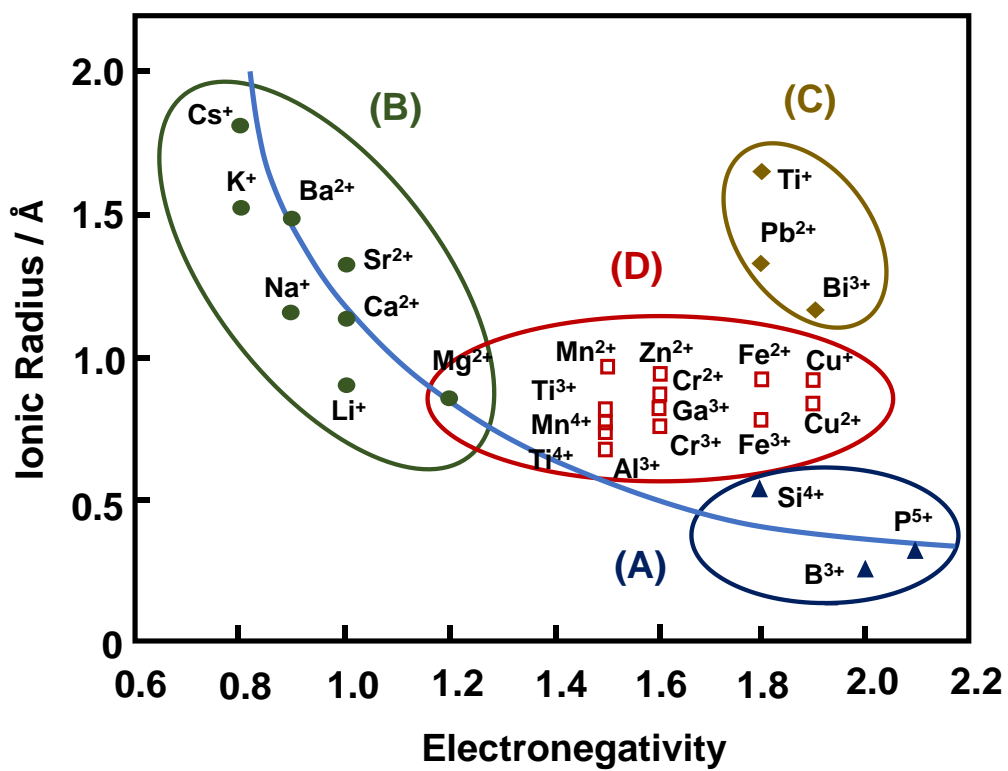 2.0
1.5
1.0
0.5
0
Ionic Radius / Å
0.6 0.8 1.0 1.2 1.4 1.6 1.8 2.0 2.2
Electronegativity
(B)
Cs⁺
K⁺
Ba²⁺
Sr²⁺
Na⁺
Ca²⁺
Mg²⁺
Li⁺
(C)
Ti⁺
Pb²⁺
Bi³⁺
(D)
Mn²⁺ Zn²⁺ Fe²⁺ Cu⁺
Ti³⁺ Cr²⁺
Mn⁴⁺ Ga³⁺ Cu²⁺
Ti⁴⁺ Al³⁺ Cr³⁺ Fe³⁺
(A)
Si⁴⁺
P⁵⁺
B³⁺